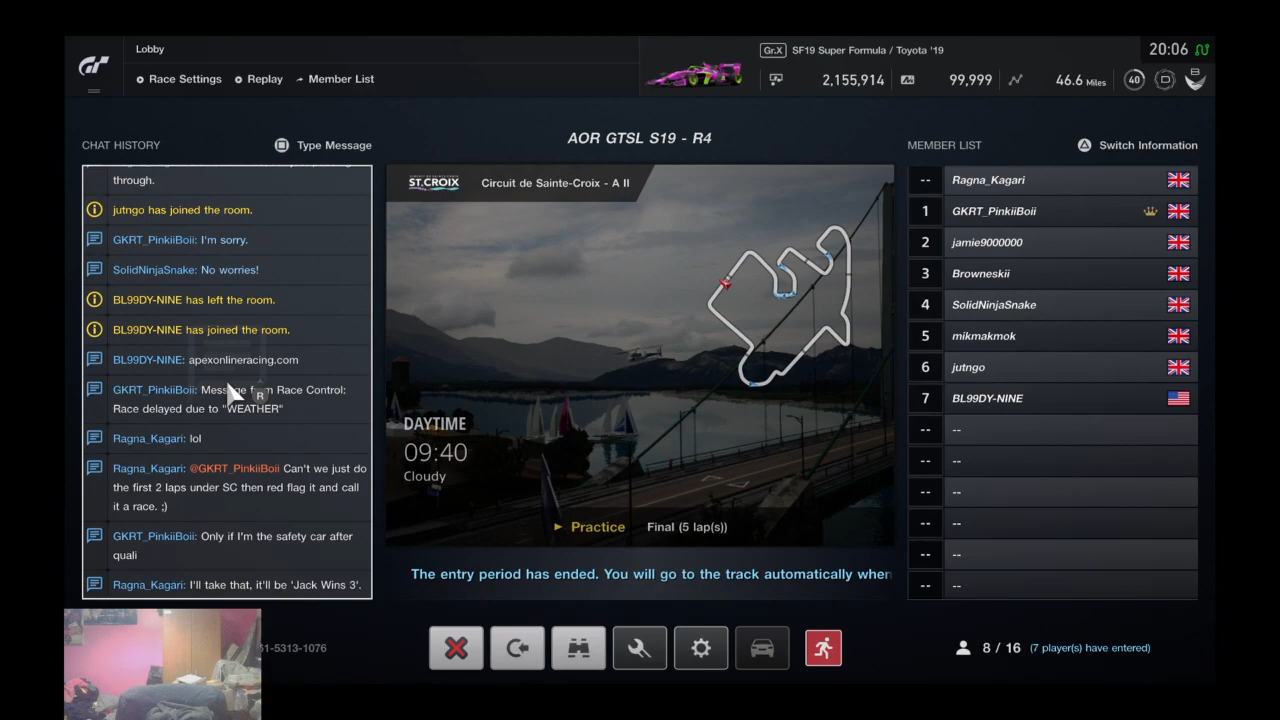 Lobby
Race Settings Replay Member List
Gr.X SF19 Super Formula / Toyota '19
20:06
2,155,914 99,999 46.6 Miles 40 D B
CHAT HISTORY Type Message
AOR GTSL S19 - R4
MEMBER LIST Switch Information
through.
jutngo has joined the room.
GKRT_PinkiiBoii: I'm sorry.
SolidNinjaSnake: No worries!
BL99DY-NINE has left the room.
BL99DY-NINE has joined the room.
BL99DY-NINE: apexonlineracing.com
GKRT_PinkiiBoii: Race Control:
R
Race delayed due to "WEATHER"
Ragna_Kagari: lol
Ragna_Kagari: @GKRT_PinkiiBoii Can't we just do
the first 2 laps under SC then red flag it and call
it a race. ;)
GKRT_PinkiiBoii: Only if I'm the safety car after
quali
Ragna_Kagari: I'll take that, it'll be 'Jack Wins 3'.
ST.CROIX Circuit de Sainte-Croix - A II
DAYTIME
09:40
Cloudy
Practice Final (5 lap(s))
The entry period has ended. You will go to the track automatically when
-- Ragna_Kagari
1 GKRT_PinkiiBoii
2 jamie9000000
3 Browneskii
4 SolidNinjaSnake
5 mikmakmok
6 jutngo
7 BL99DY-NINE
-- --
-- --
-- --
-- --
-- --
-- --
-5313-1076
8 / 16 (7 player(s) have entered)